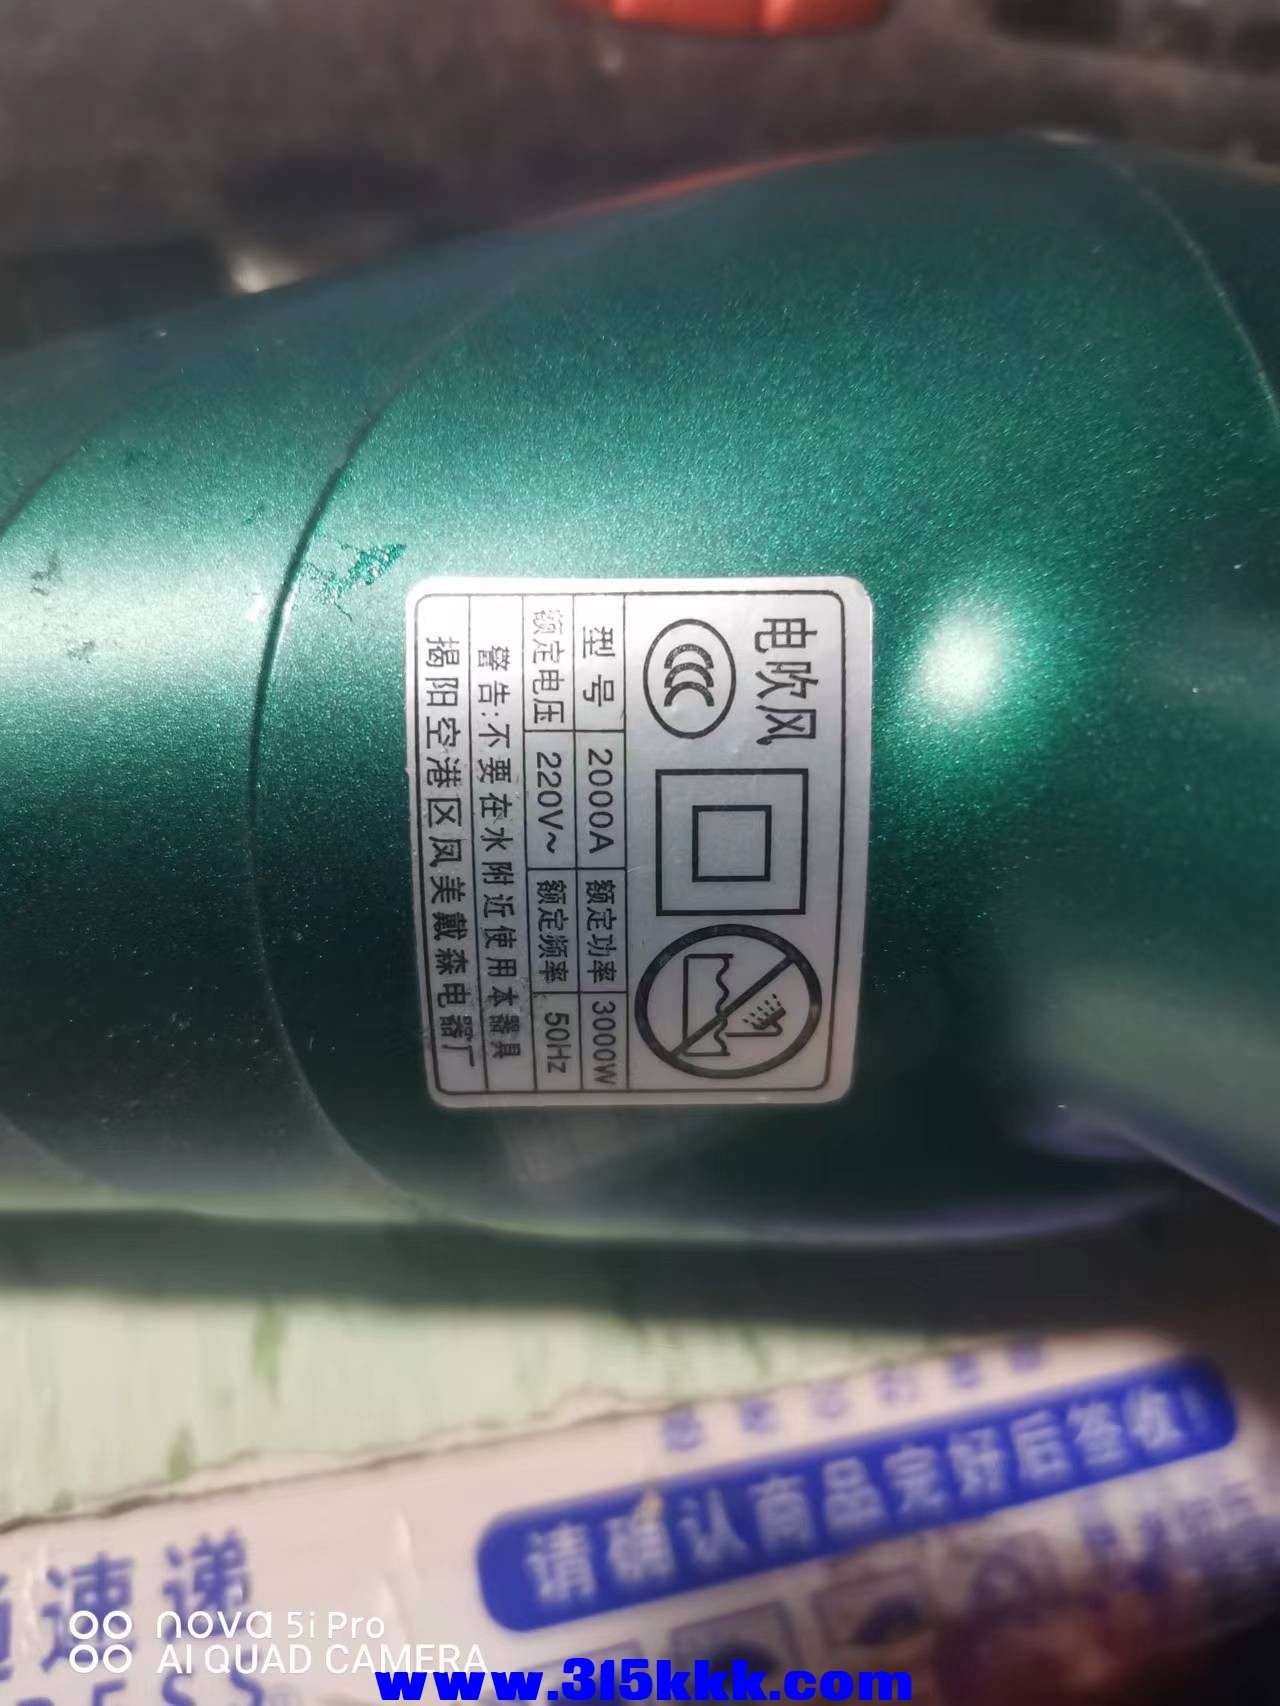 电吹风
型号 2000A 额定功率 3000W
额定电压 220V~ 额定频率 50Hz
警告:不要在水附近使用本器具
揭阳空港区凤美戴森电器厂
请确认商品完好后签收!
速递
nova 5i Pro
AI QUAD CAMERA
www.315kkk.com